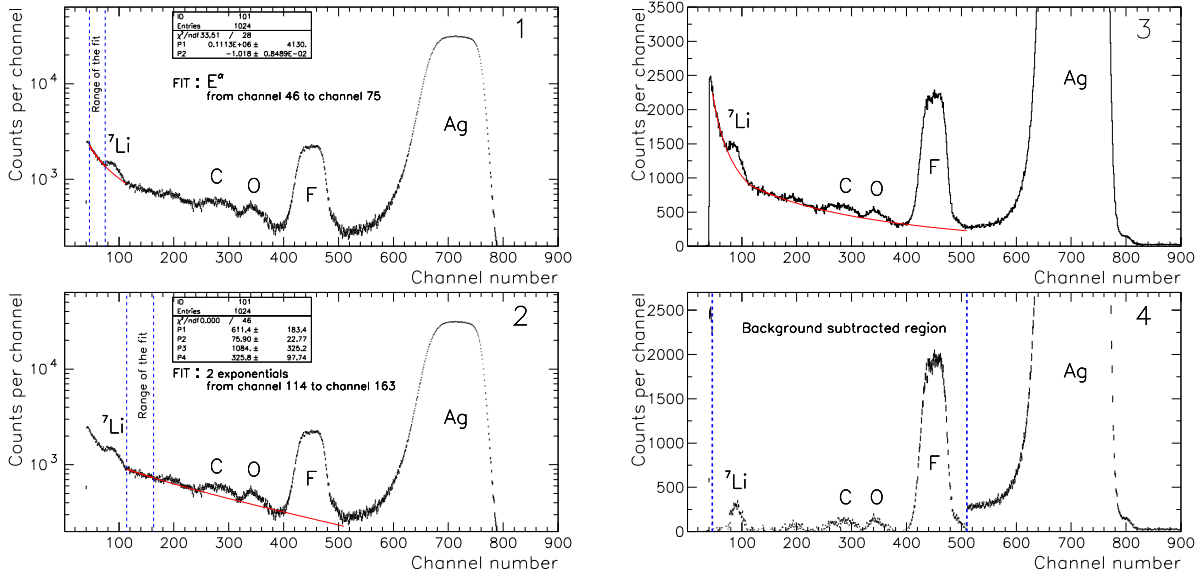 1
ID 101
Entries 1024
χ²/ndf 33.51 / 28
P1 0.1113E+06 ± 4130.
P2 -1.018 ± 0.8489E-02
FIT : E^α
from channel 46 to channel 75
Range of the fit
⁷Li
C
O
F
Ag
Counts per channel
10⁴
10³
100 200 300 400 500 600 700 800 900
Channel number
2
ID 101
Entries 1024
χ²/ndf 0.000 / 46
P1 611.4 ± 183.4
P2 75.90 ± 22.77
P3 1084. ± 325.2
P4 325.8 ± 97.74
FIT : 2 exponentials
from channel 114 to channel 163
Range of the fit
⁷Li
C
O
F
Ag
Counts per channel
10⁴
10³
100 200 300 400 500 600 700 800 900
Channel number
3
Counts per channel
3500
3000
2500
2000
1500
1000
500
0
⁷Li
C
O
F
Ag
100 200 300 400 500 600 700 800 900
Channel number
4
Background subtracted region
Counts per channel
2500
2000
1500
1000
500
0
⁷Li
C
O
F
Ag
100 200 300 400 500 600 700 800 900
Channel number